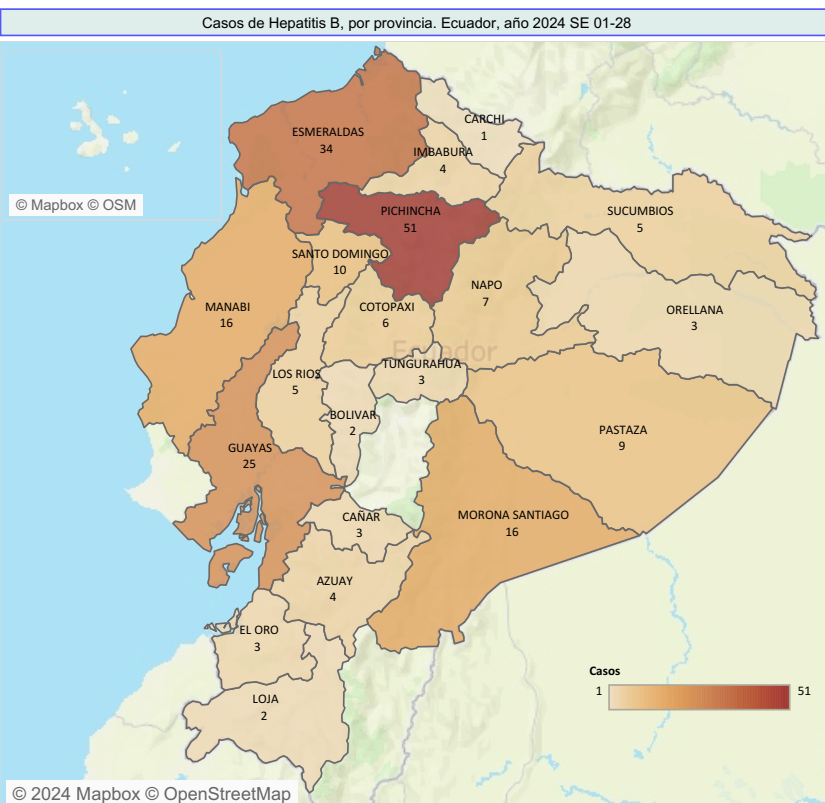 Casos de Hepatitis B, por provincia. Ecuador, año 2024 SE 01-28
ESMERALDAS
34
CARCHI
1
IMBABURA
4
© Mapbox © OSM
PICHINCHA
51
SUCUMBIOS
5
SANTO DOMINGO
10
NAPO
7
MANABI
16
COTOPAXI
6
ORELLANA
3
Ecuador
TUNGURAHUA
3
LOS RIOS
5
BOLIVAR
2
PASTAZA
9
GUAYAS
25
CAÑAR
3
MORONA SANTIAGO
16
AZUAY
4
EL ORO
3
LOJA
2
Casos
1 51
© 2024 Mapbox © OpenStreetMap